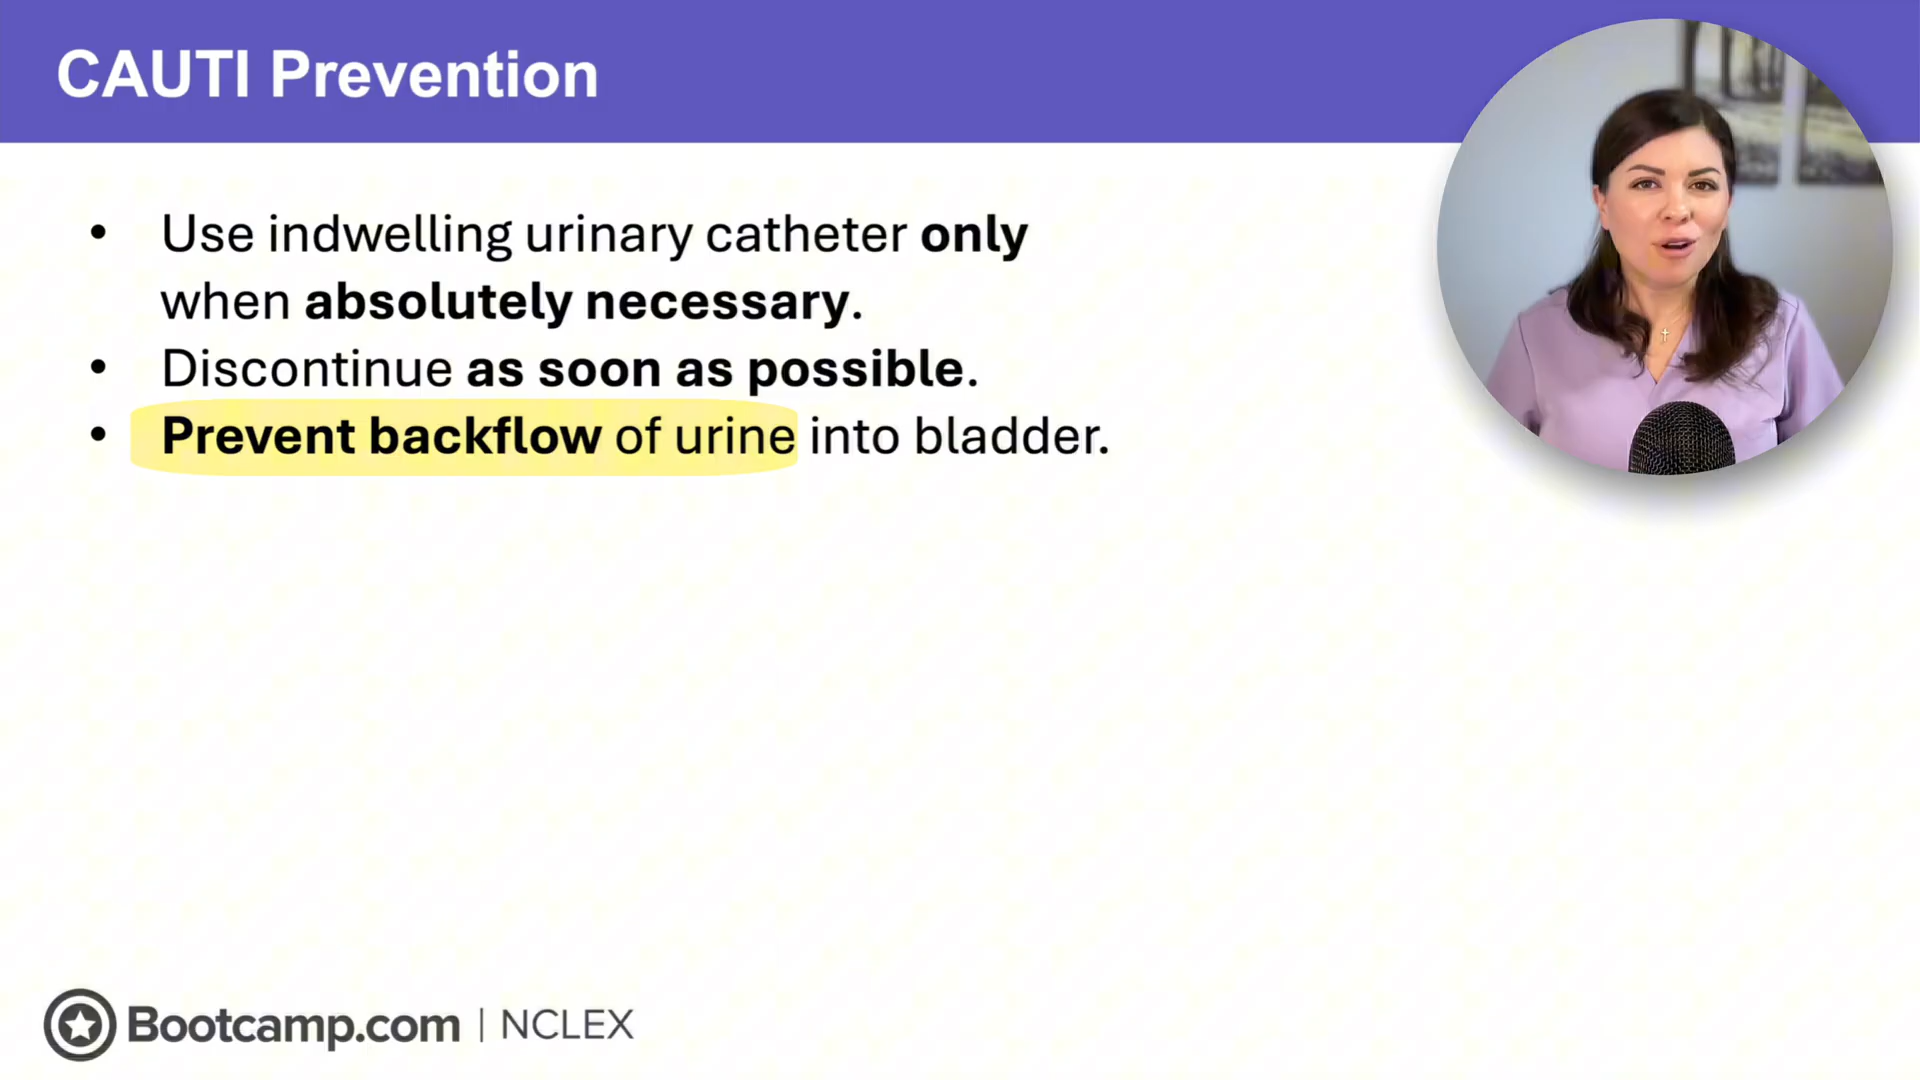 CAUTI Prevention
• Use indwelling urinary catheter only
when absolutely necessary.
• Discontinue as soon as possible.
• Prevent backflow of urine into bladder.
Bootcamp.com | NCLEX